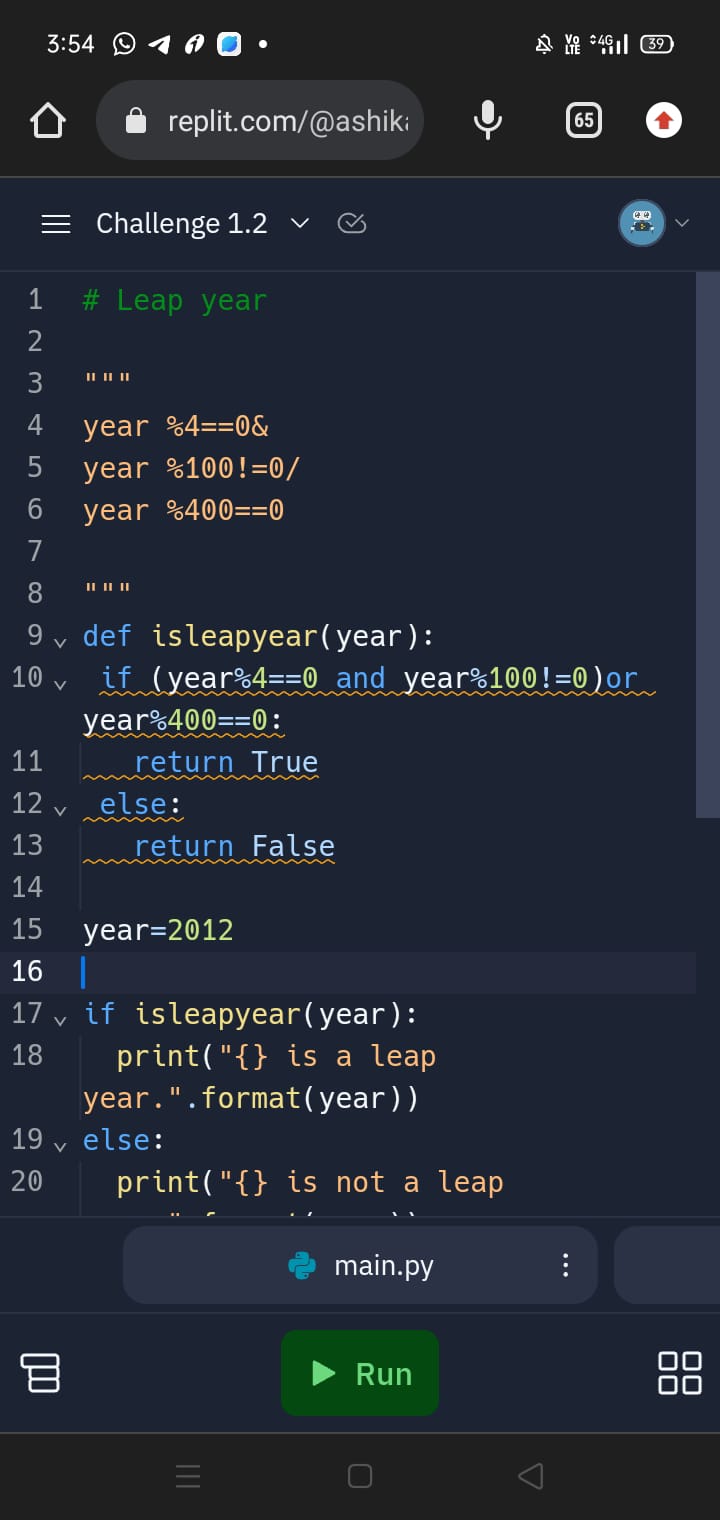 3:54
Vo LTE 4G 39
replit.com/@ashika
65
Challenge 1.2
1 # Leap year
2
3 """
4 year %4==0&
5 year %100!=0/
6 year %400==0
7
8 """
9 def isleapyear(year):
10 if (year%4==0 and year%100!=0)or
year%400==0:
11 return True
12 else:
13 return False
14
15 year=2012
16
17 if isleapyear(year):
18 print("{} is a leap
year.".format(year))
19 else:
20 print("{} is not a leap
main.py
Run